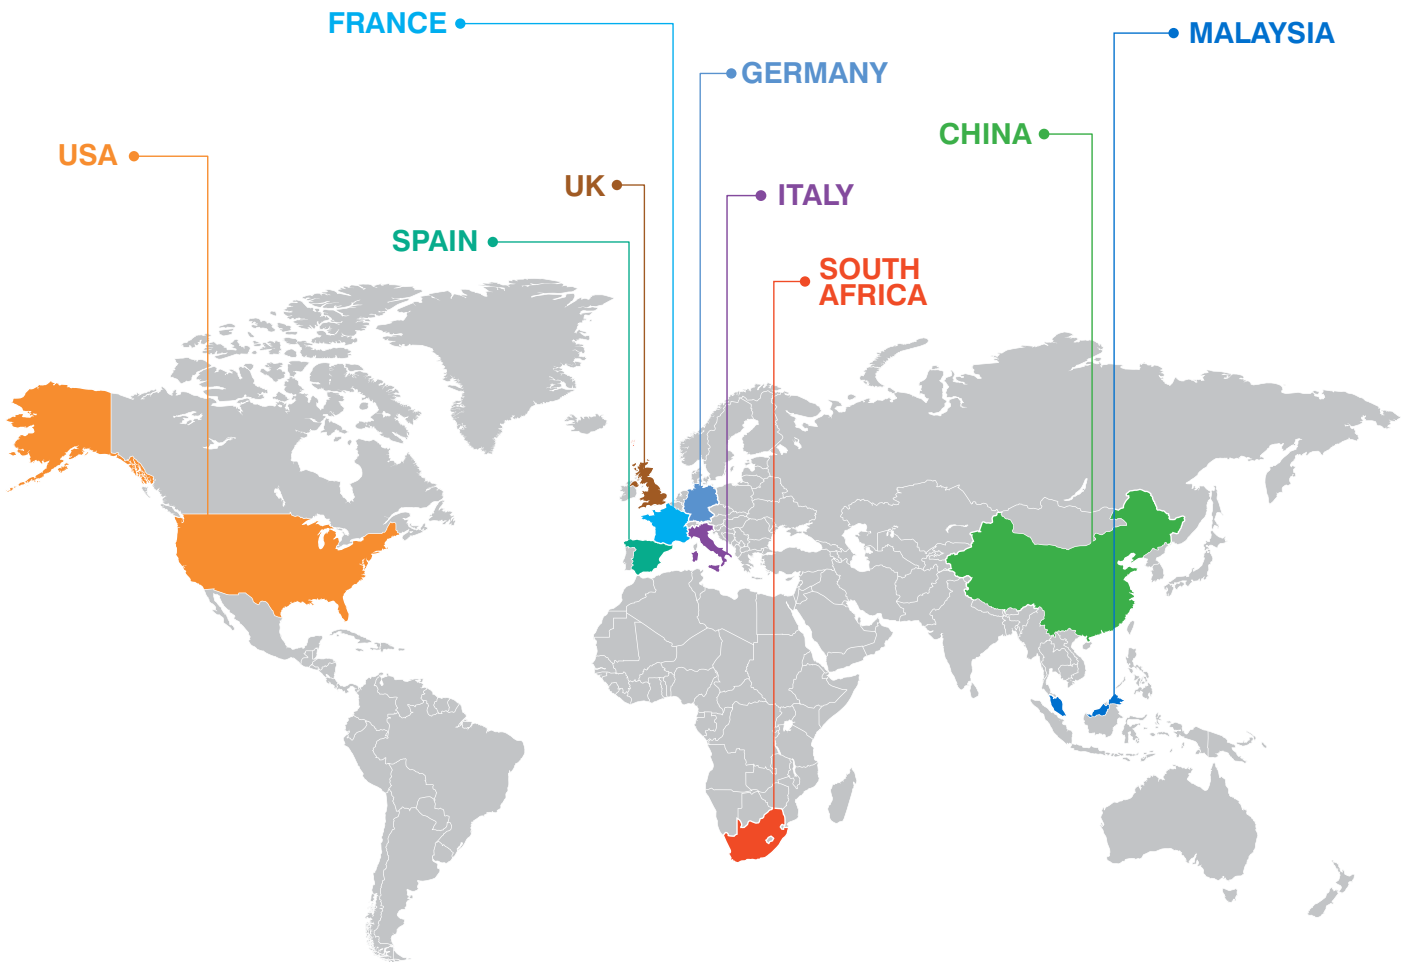 FRANCE
MALAYSIA
GERMANY
CHINA
USA
UK
ITALY
SPAIN
SOUTH
AFRICA